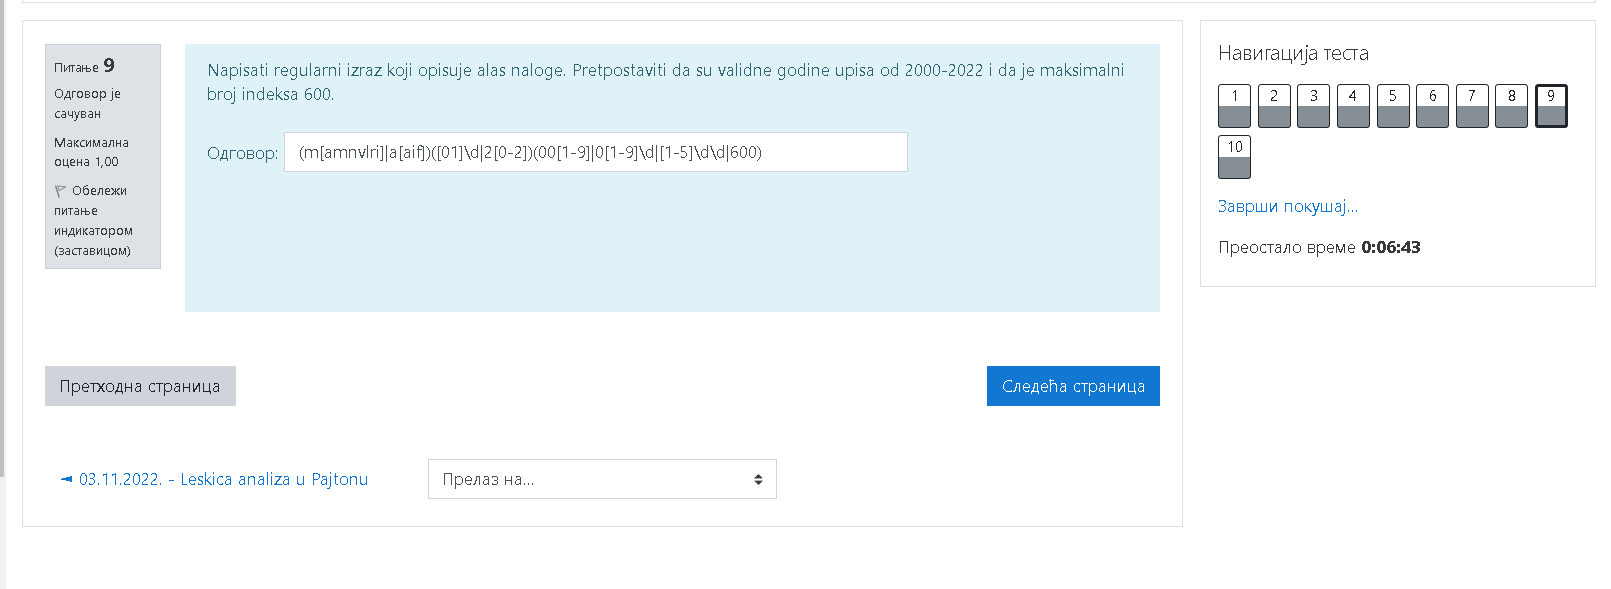 Питање 9
Одговор је
сачуван
Максимална
оцена 1,00
Обележи
питање
индикатором
(заставицом)
Napisati regularni izraz koji opisuje alas naloge. Pretpostaviti da su validne godine upisa od 2000-2022 i da je maksimalni
broj indeksa 600.
Одговор: (m[amnvlri]|a[aif])([01]\d|2[0-2])(00[1-9]|0[1-9]\d|[1-5]\d\d|600)
Претходна страница
Следећа страница
◄ 03.11.2022. - Leskica analiza u Pajtonu
Прелаз на...
Навигација теста
1 2 3 4 5 6 7 8 9
10
Заврши покушај...
Преостало време 0:06:43